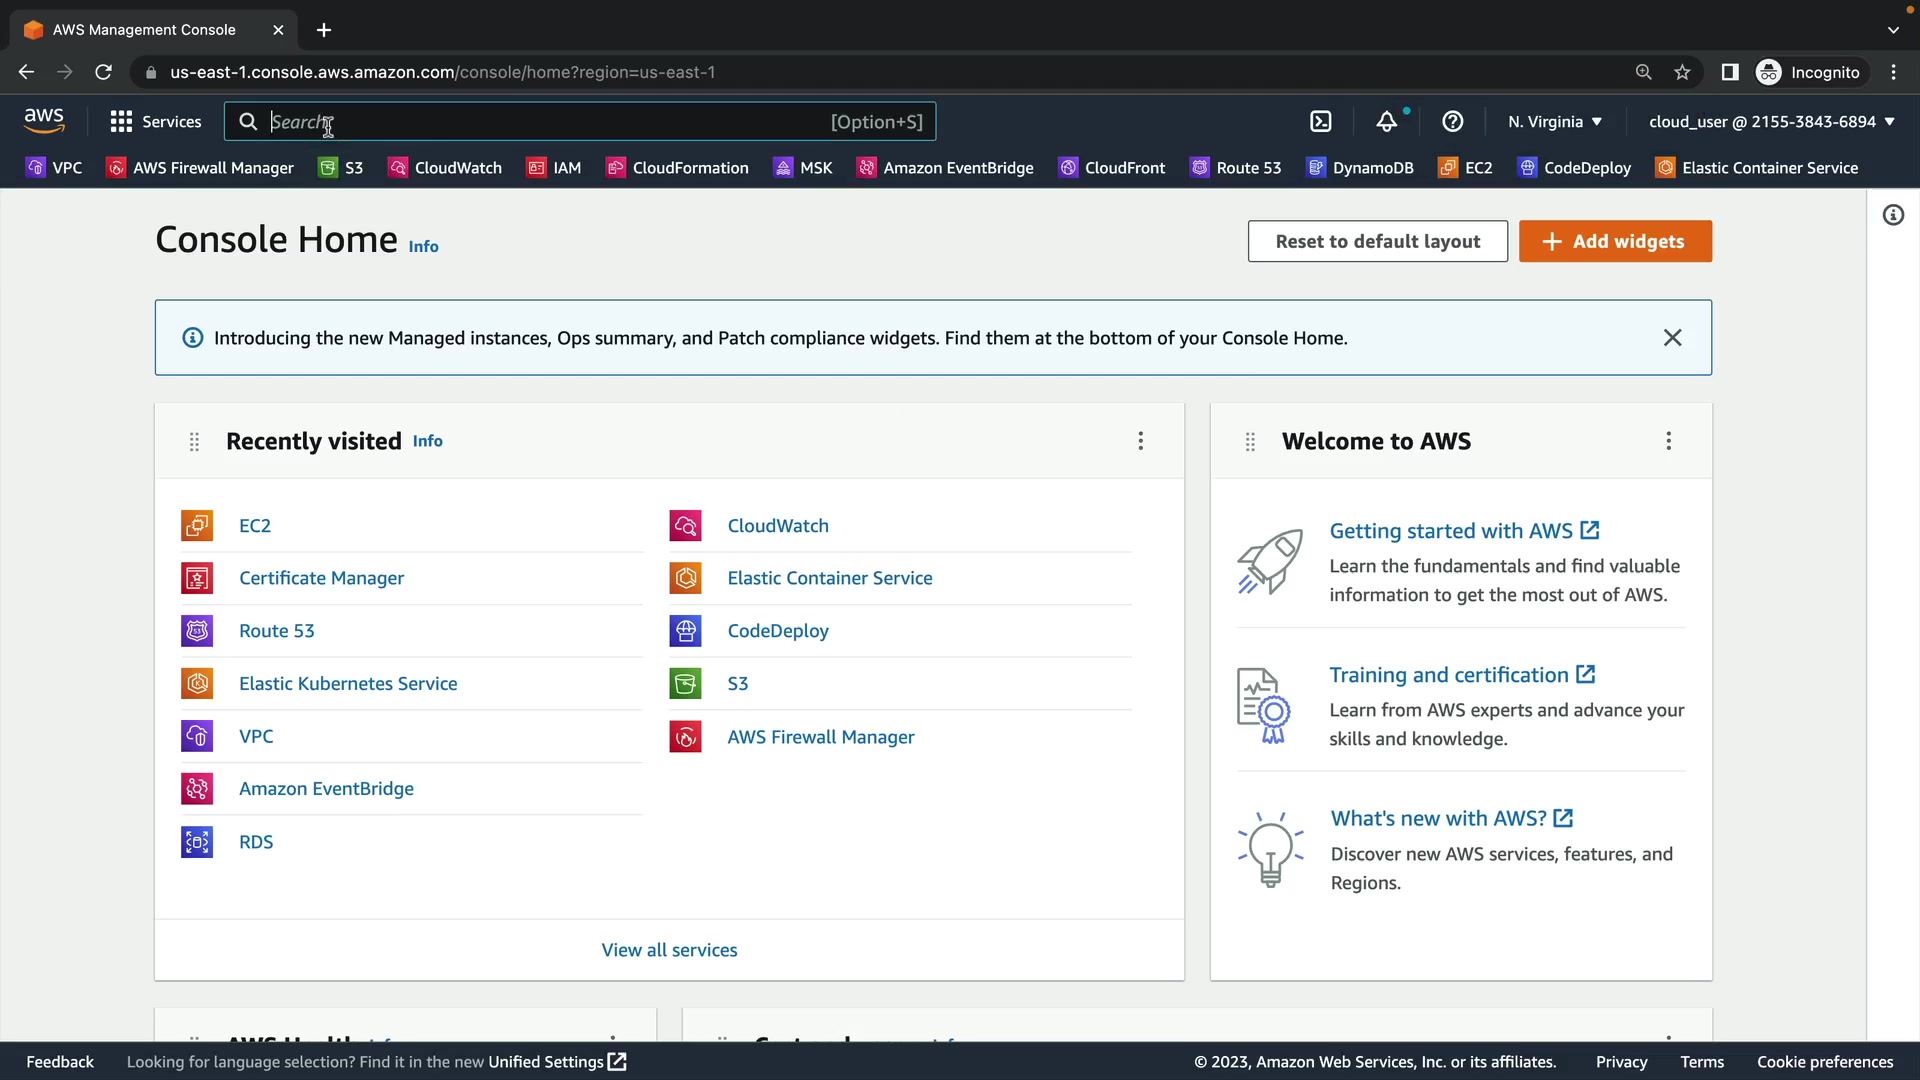 AWS Management Console
us-east-1.console.aws.amazon.com/console/home?region=us-east-1
Incognito
aws
Services
Search
[Option+S]
N. Virginia
cloud_user @ 2155-3843-6894
VPC
AWS Firewall Manager
S3
CloudWatch
IAM
CloudFormation
MSK
Amazon EventBridge
CloudFront
Route 53
DynamoDB
EC2
CodeDeploy
Elastic Container Service
Console Home Info
Reset to default layout
Add widgets
Introducing the new Managed instances, Ops summary, and Patch compliance widgets. Find them at the bottom of your Console Home.
Recently visited Info
EC2
Certificate Manager
Route 53
Elastic Kubernetes Service
VPC
Amazon EventBridge
RDS
CloudWatch
Elastic Container Service
CodeDeploy
S3
AWS Firewall Manager
View all services
Welcome to AWS
Getting started with AWS
Learn the fundamentals and find valuable
information to get the most out of AWS.
Training and certification
Learn from AWS experts and advance your
skills and knowledge.
What's new with AWS?
Discover new AWS services, features, and
Regions.
AWS Health Info
Feedback
Looking for language selection? Find it in the new Unified Settings
© 2023, Amazon Web Services, Inc. or its affiliates.
Privacy
Terms
Cookie preferences